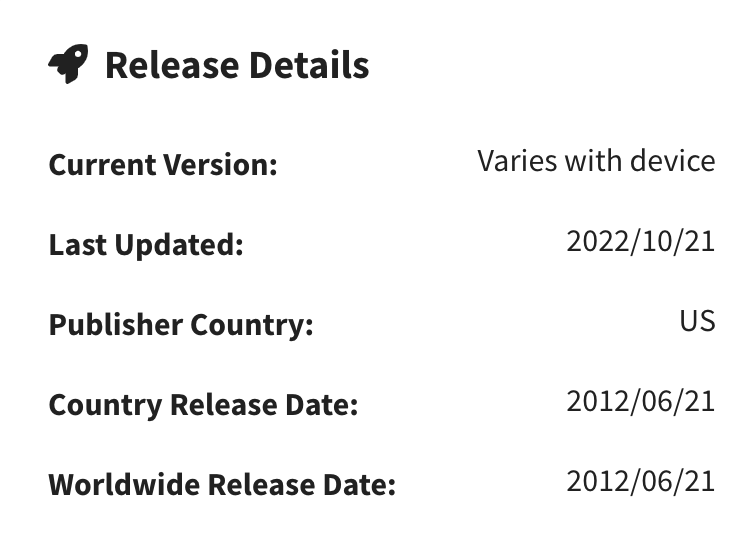 Release Details
Current Version: Varies with device
Last Updated: 2022/10/21
Publisher Country: US
Country Release Date: 2012/06/21
Worldwide Release Date: 2012/06/21